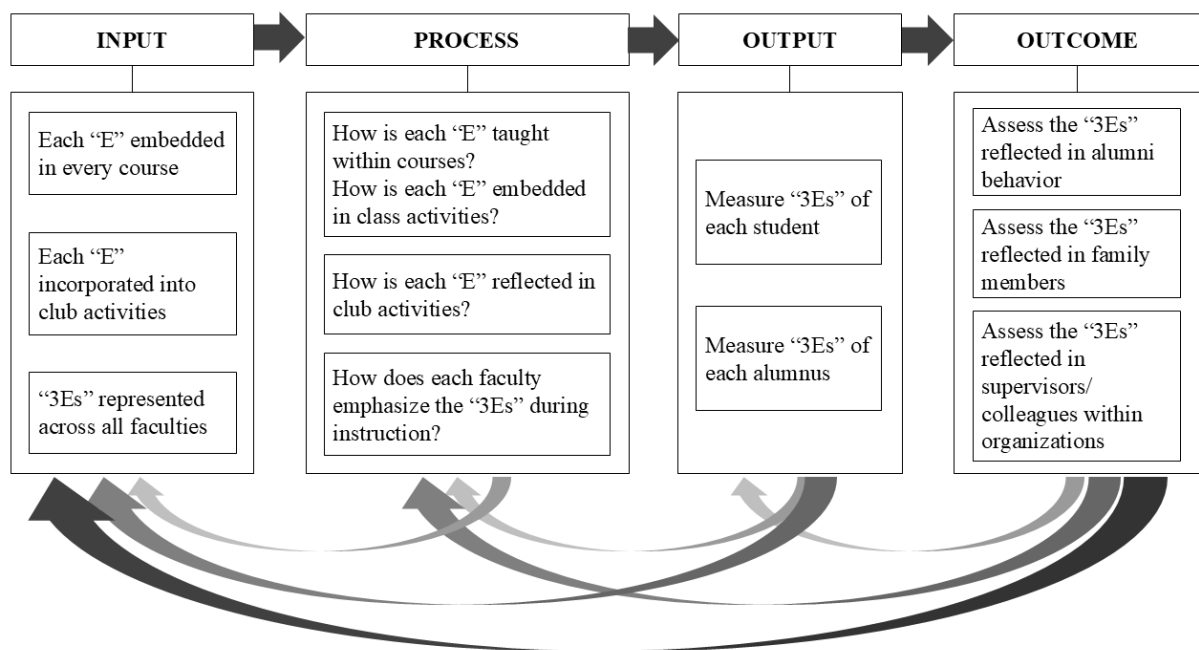 INPUT
PROCESS
OUTPUT
OUTCOME
Each “E” embedded
in every course
Each “E”
incorporated into
club activities
“3Es” represented
across all faculties
How is each “E” taught
within courses?
How is each “E” embedded
in class activities?
How is each “E” reflected in
club activities?
How does each faculty
emphasize the “3Es” during
instruction?
Measure “3Es” of
each student
Measure “3Es” of
each alumnus
Assess the “3Es”
reflected in alumni
behavior
Assess the “3Es”
reflected in family
members
Assess the “3Es”
reflected in
supervisors/
colleagues within
organizations